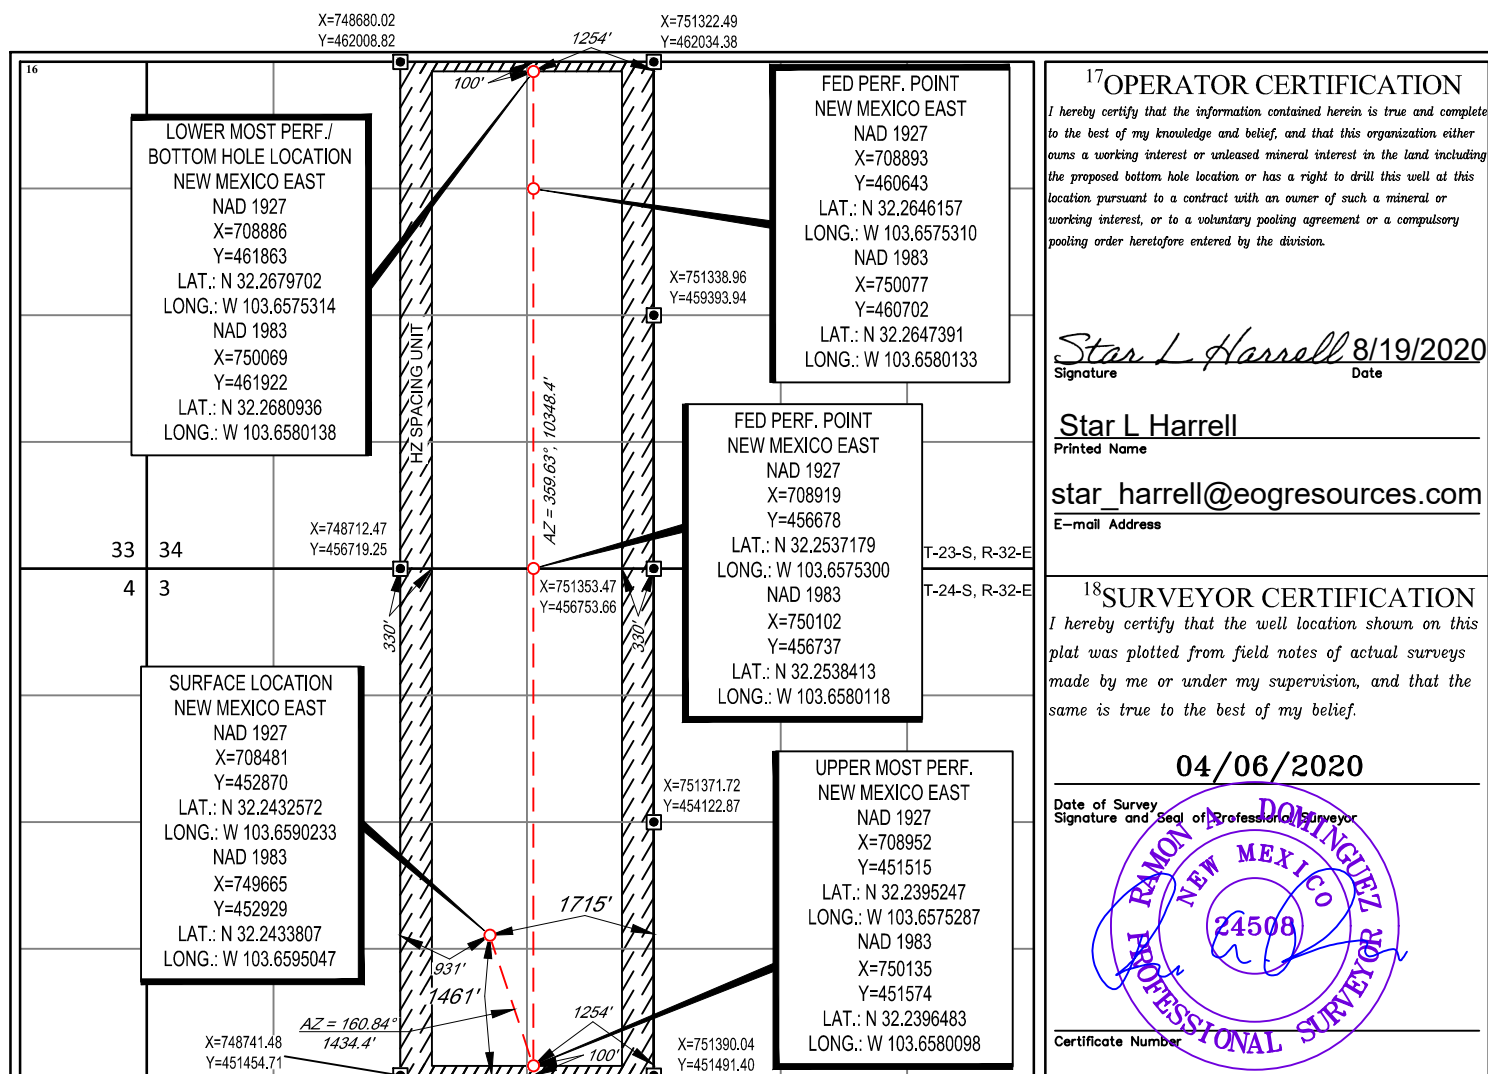 X=748680.02
Y=462008.82
1254'
X=751322.49
Y=462034.38
16
100'
LOWER MOST PERF./
BOTTOM HOLE LOCATION
NEW MEXICO EAST
NAD 1927
X=708886
Y=461863
LAT.: N 32.2679702
LONG.: W 103.6575314
NAD 1983
X=750069
Y=461922
LAT.: N 32.2680936
LONG.: W 103.6580138
FED PERF. POINT
NEW MEXICO EAST
NAD 1927
X=708893
Y=460643
LAT.: N 32.2646157
LONG.: W 103.6575310
NAD 1983
X=750077
Y=460702
LAT.: N 32.2647391
LONG.: W 103.6580133
X=751338.96
Y=459393.94
HZ SPACING UNIT
AZ = 359.63°, 10348.4'
FED PERF. POINT
NEW MEXICO EAST
NAD 1927
X=708919
Y=456678
LAT.: N 32.2537179
LONG.: W 103.6575300
NAD 1983
X=750102
Y=456737
LAT.: N 32.2538413
LONG.: W 103.6580118
X=748712.47
Y=456719.25
33 34
4 3
T-23-S, R-32-E
T-24-S, R-32-E
X=751353.47
Y=456753.66
330'
330'
SURFACE LOCATION
NEW MEXICO EAST
NAD 1927
X=708481
Y=452870
LAT.: N 32.2432572
LONG.: W 103.6590233
NAD 1983
X=749665
Y=452929
LAT.: N 32.2433807
LONG.: W 103.6595047
X=751371.72
Y=454122.87
UPPER MOST PERF.
NEW MEXICO EAST
NAD 1927
X=708952
Y=451515
LAT.: N 32.2395247
LONG.: W 103.6575287
NAD 1983
X=750135
Y=451574
LAT.: N 32.2396483
LONG.: W 103.6580098
1715'
931'
1461'
AZ = 160.84°
1434.4'
1254'
100'
X=748741.48
Y=451454.71
X=751390.04
Y=451491.40
17 OPERATOR CERTIFICATION
I hereby certify that the information contained herein is true and complete
to the best of my knowledge and belief, and that this organization either
owns a working interest or unleased mineral interest in the land including
the proposed bottom hole location or has a right to drill this well at this
location pursuant to a contract with an owner of such a mineral or
working interest, or to a voluntary pooling agreement or a compulsory
pooling order heretofore entered by the division.
Star L Harrell 8/19/2020
Signature Date
Star L Harrell
Printed Name
star_harrell@eogresources.com
E-mail Address
18 SURVEYOR CERTIFICATION
I hereby certify that the well location shown on this
plat was plotted from field notes of actual surveys
made by me or under my supervision, and that the
same is true to the best of my belief.
04/06/2020
Date of Survey
Signature and Seal of Professional Surveyor
RAMON A. DOMINGUEZ
NEW MEXICO
24508
PROFESSIONAL SURVEYOR
Certificate Number